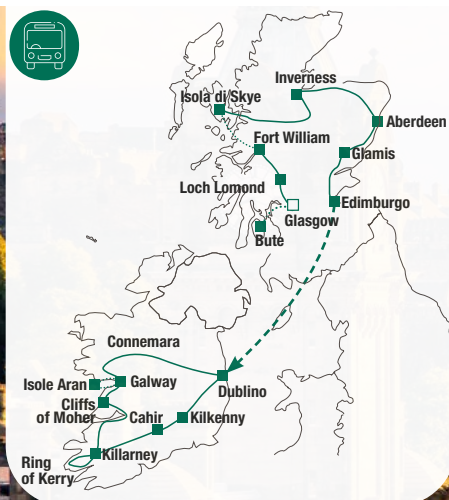 Inverness
Isola di Skye
Aberdeen
Fort William
Glamis
Loch Lomond
Edimburgo
Glasgow
Bute
Connemara
Isole Aran
Galway
Dublino
Cliffs
of Moher
Cahir
Kilkenny
Killarney
Ring
of Kerry